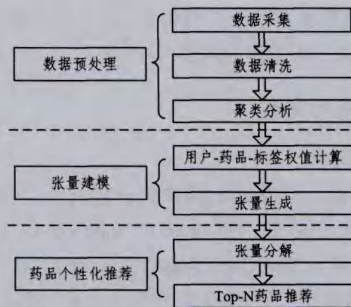 数据采集
数据预处理
数据清洗
聚类分析
用户-药品-标签权值计算
张量建模
张量生成
张量分解
药品个性化推荐
Top-N药品推荐